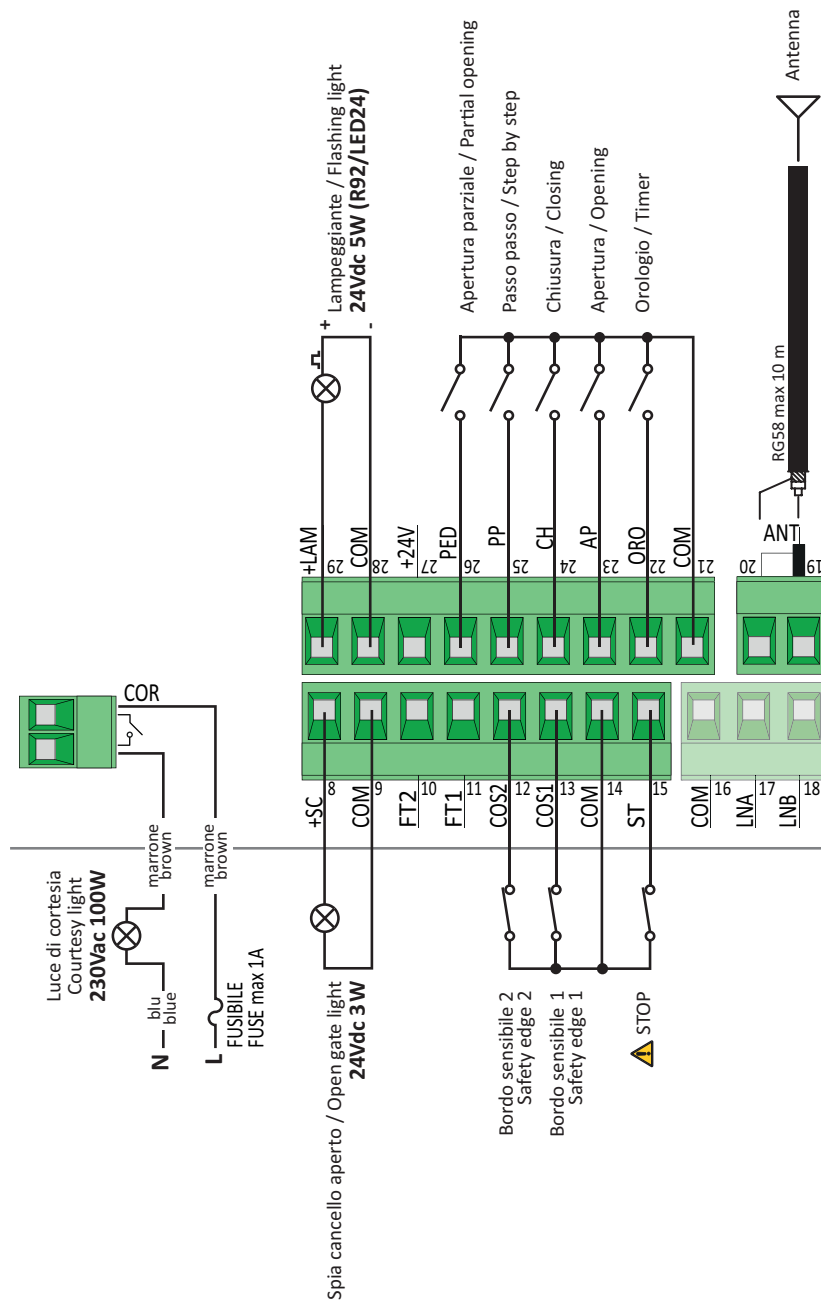 Lampeggiante / Flashing light
24Vdc 5W (R92/LED24)
+
-
Apertura parziale / Partial opening
Passo passo / Step by step
Chiusura / Closing
Apertura / Opening
Orologio / Timer
Antenna
RG58 max 10 m
+LAM
29
COM
28
+24V
27
PED
26
PP
25
CH
24
AP
23
ORO
22
COM
21
ANT
20
19
COR
+SC
8
COM
9
FT2
10
FT1
11
COS2
12
COS1
13
COM
14
ST
15
COM
16
LNA
17
LNB
18
marrone
brown
marrone
brown
Luce di cortesia
Courtesy light
230Vac 100W
blu
blue
N
L
FUSIBILE
FUSE max 1A
Spia cancello aperto / Open gate light
24Vdc 3W
Bordo sensibile 2
Safety edge 2
Bordo sensibile 1
Safety edge 1
STOP